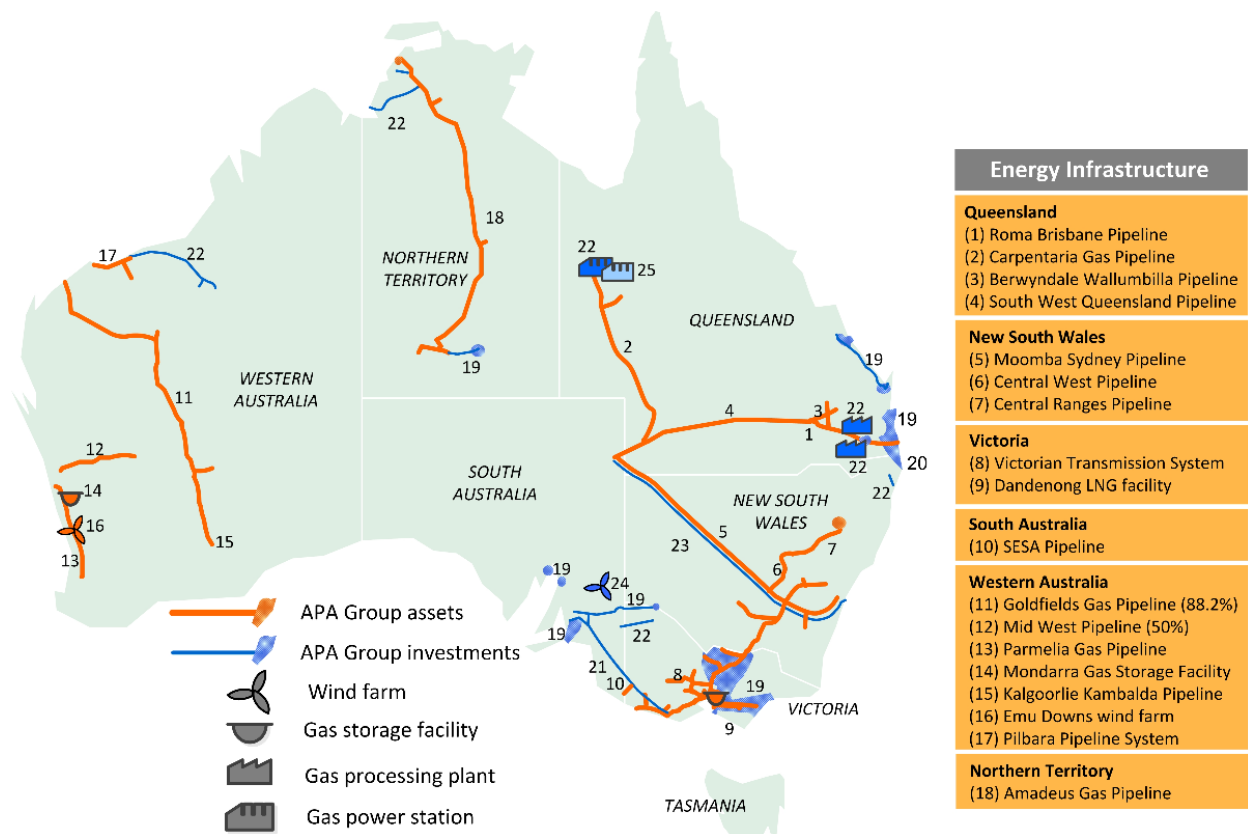 22
18
17
22
NORTHERN
TERRITORY
22
25
QUEENSLAND
19
2
19
WESTERN
AUSTRALIA
11
4
3
22
19
1
12
SOUTH
AUSTRALIA
22
20
22
14
NEW SOUTH
WALES
16
5
15
23
7
13
6
19
24
19
19
22
21
8
10
19
VICTORIA
9
TASMANIA
APA Group assets
APA Group investments
Wind farm
Gas storage facility
Gas processing plant
Gas power station
Energy Infrastructure
Queensland
(1) Roma Brisbane Pipeline
(2) Carpentaria Gas Pipeline
(3) Berwyndale Wallumbilla Pipeline
(4) South West Queensland Pipeline
New South Wales
(5) Moomba Sydney Pipeline
(6) Central West Pipeline
(7) Central Ranges Pipeline
Victoria
(8) Victorian Transmission System
(9) Dandenong LNG facility
South Australia
(10) SESA Pipeline
Western Australia
(11) Goldfields Gas Pipeline (88.2%)
(12) Mid West Pipeline (50%)
(13) Parmelia Gas Pipeline
(14) Mondarra Gas Storage Facility
(15) Kalgoorlie Kambalda Pipeline
(16) Emu Downs wind farm
(17) Pilbara Pipeline System
Northern Territory
(18) Amadeus Gas Pipeline